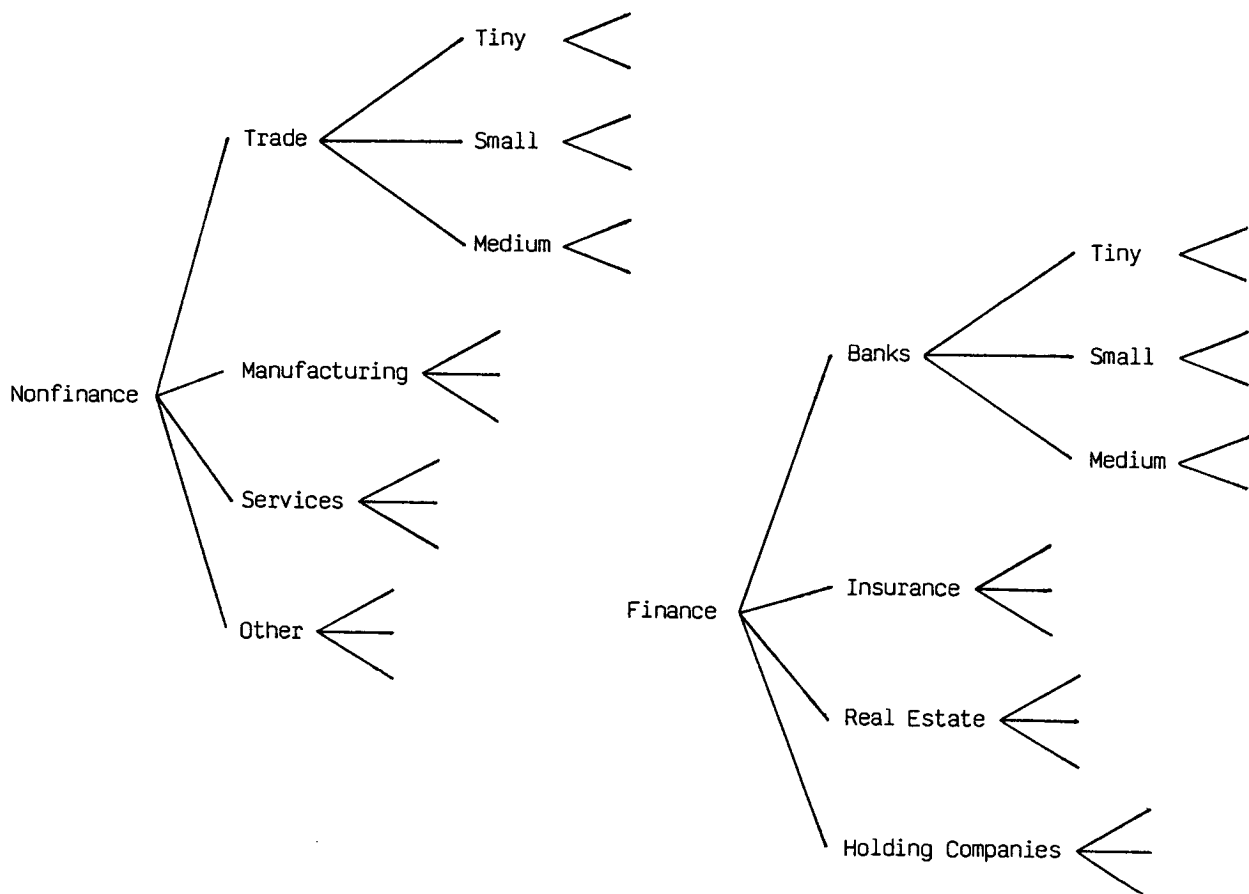 Tiny
Trade
Small
Medium
Manufacturing
Nonfinance
Services
Other
Tiny
Banks
Small
Medium
Insurance
Finance
Real Estate
Holding Companies